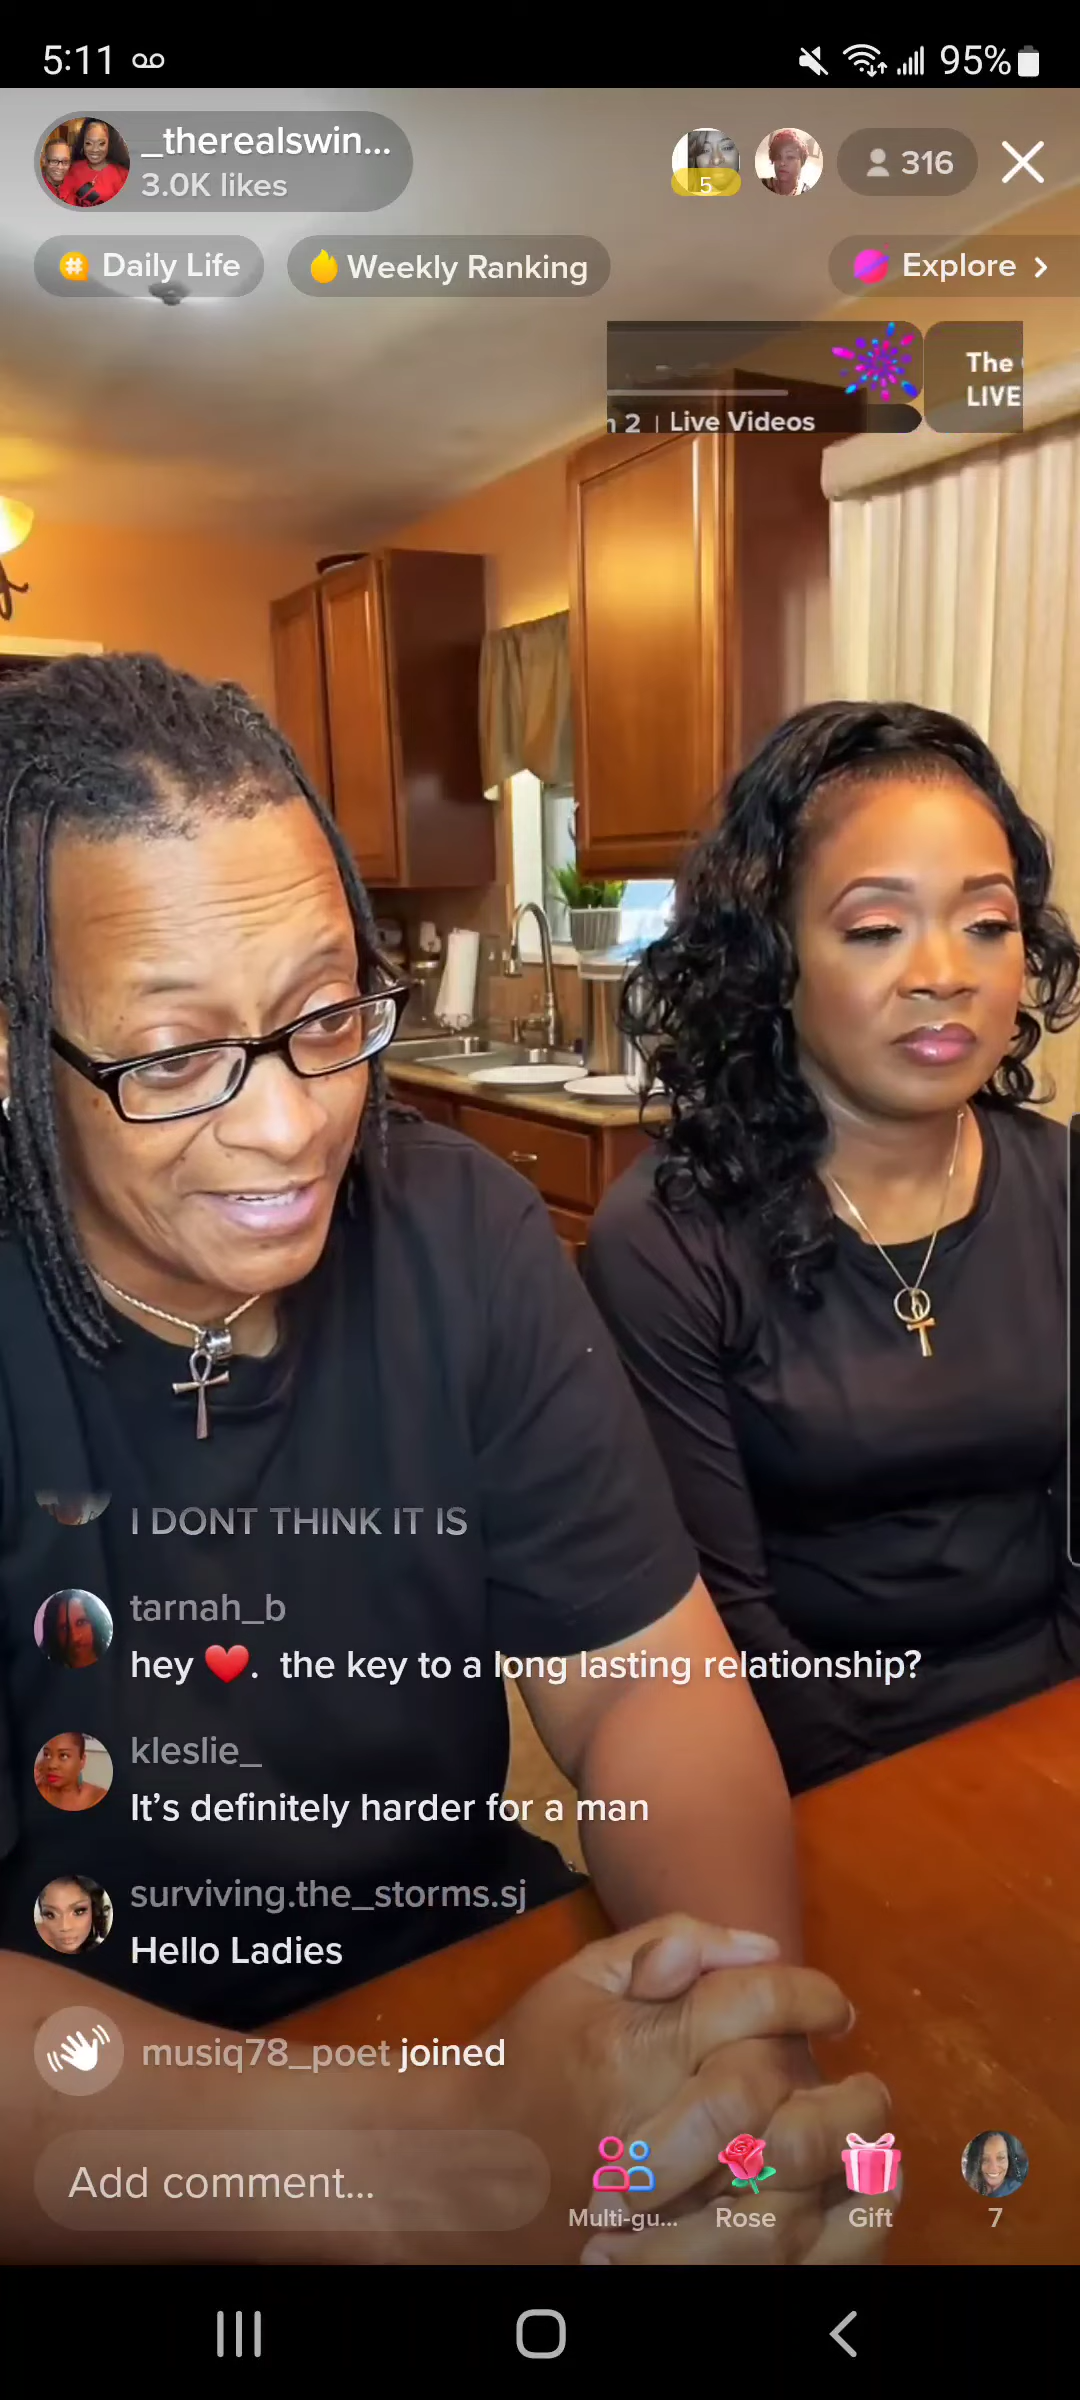 5:11
95%
_therealswin...
3.0K likes
5
316
Daily Life
Weekly Ranking
Explore >
The
LIVE
2 | Live Videos
I DONT THINK IT IS
tarnah_b
hey ❤️. the key to a long lasting relationship?
kleslie_
It's definitely harder for a man
surviving.the_storms.sj
Hello Ladies
musiq78_poet joined
Add comment...
Multi-gu...
Rose
Gift
7